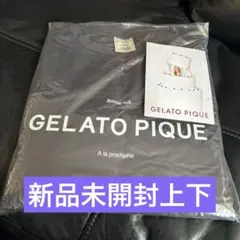 GELATO PIQUE
A la prochaine
GELATO PIQUE
新品未開封上下